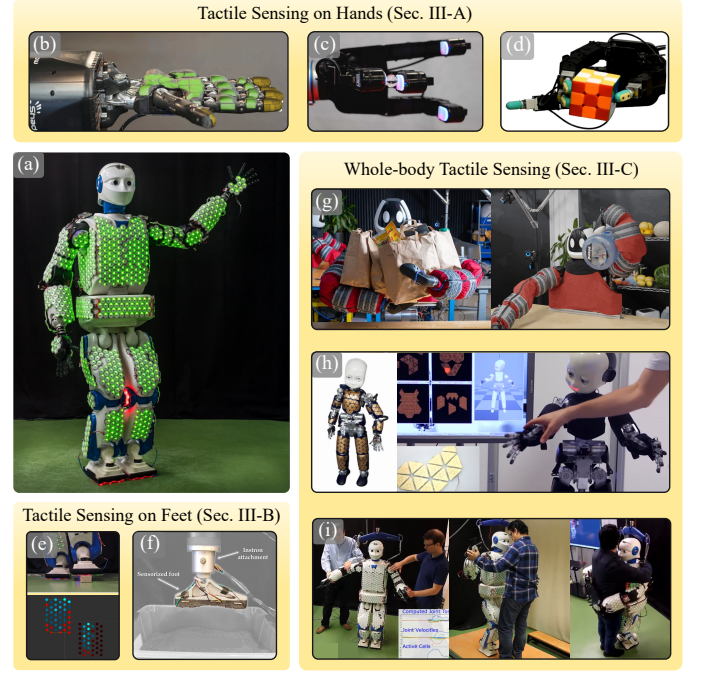 Tactile Sensing on Hands (Sec. III-A)
(b)
(c)
(d)
(a)
Whole-body Tactile Sensing (Sec. III-C)
(g)
(h)
Tactile Sensing on Feet (Sec. III-B)
(e)
(f)
Instron
attachment
Sensorized foot
(i)
Computed Joint
Joint Velocities
Active Cells